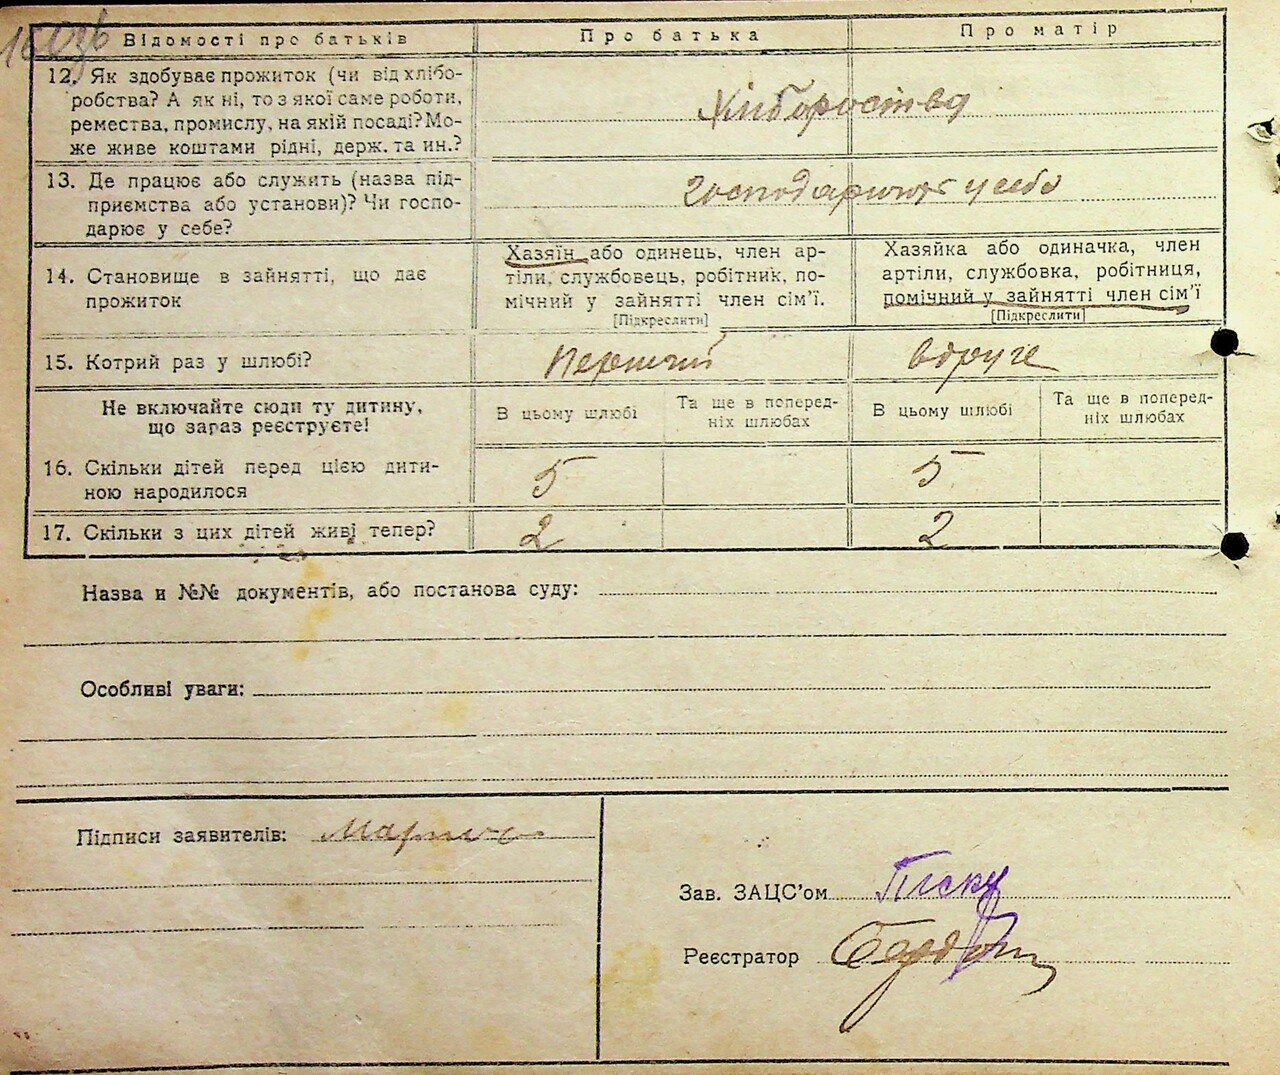 Відомості про батьків
Про батька
Про матір
12. Як здобуває прожиток (чи від хлібо-
робства? А як ні, то з якої саме роботи,
ремества, промислу, на якій посаді? Мо-
же живе коштами рідні, держ. та ин.?
Хліборобство
13. Де працює або служить (назва під-
приємства або установи)? Чи госпо-
дарює у себе?
господарюют у себе
14. Становище в зайнятті, що дає
прожиток
Хазяїн або одинець, член ар-
тіли, службовець, робітник, по-
мічний у зайнятті член сім'ї.
[Підкреслити]
Хазяйка або одиначка, член
артіли, службовка, робітниця,
помічний у зайнятті член сім'ї
[Підкреслити]
15. Котрий раз у шлюбі?
Перший
вдруге
Не включайте сюди ту дитину,
що зараз реєструєте!
В цьому шлюбі
Та ще в поперед-
ніх шлюбах
В цьому шлюбі
Та ще в поперед-
ніх шлюбах
16. Скільки дітей перед цією дити-
ною народилося
5
5
17. Скільки з цих дітей живі тепер?
2
2
Назва и №№ документів, або постанова суду:
Особливі уваги:
Підписи заявителів:
Зав. ЗАЦС'ом
Реєстратор